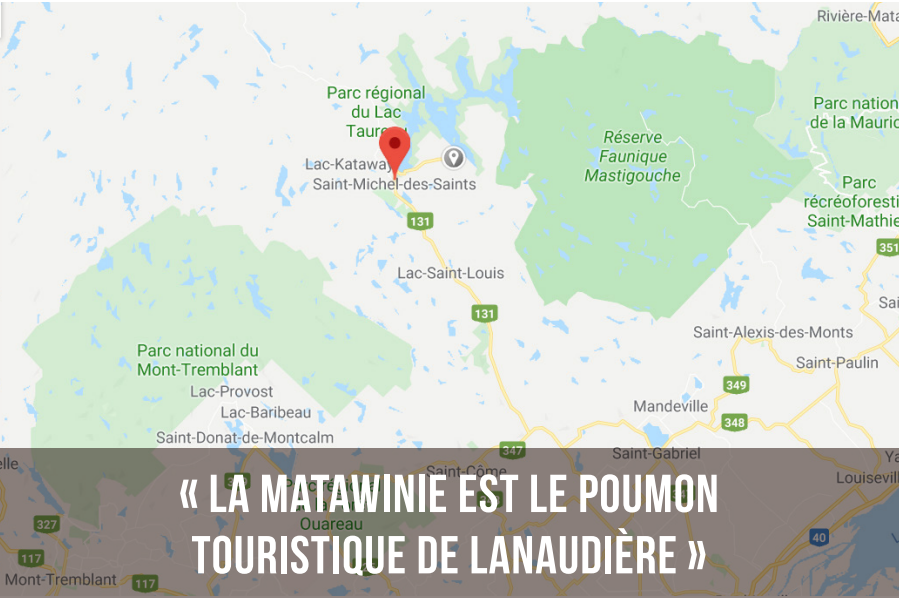 Rivière-Mata
Parc régional
du Lac
Taureau
Parc nation
de la Mauric
Réserve
Faunique
Mastigouche
Lac-Kataway
Saint-Michel-des-Saints
Parc
récréoforesti
Saint-Mathie
131
351
Lac-Saint-Louis
Sai
131
Saint-Alexis-des-Monts
Parc national du
Mont-Tremblant
Saint-Paulin
Lac-Provost
349
Lac-Baribeau
Mandeville
348
Saint-Donat-de-Montcalm
347
Saint-Gabriel
elle
Saint-Côme
Ya
Louisevill
« LA MATAWINIE EST LE POUMON
TOURISTIQUE DE LANAUDIÈRE »
Ouareau
327
40
117
Mont-Tremblant
117